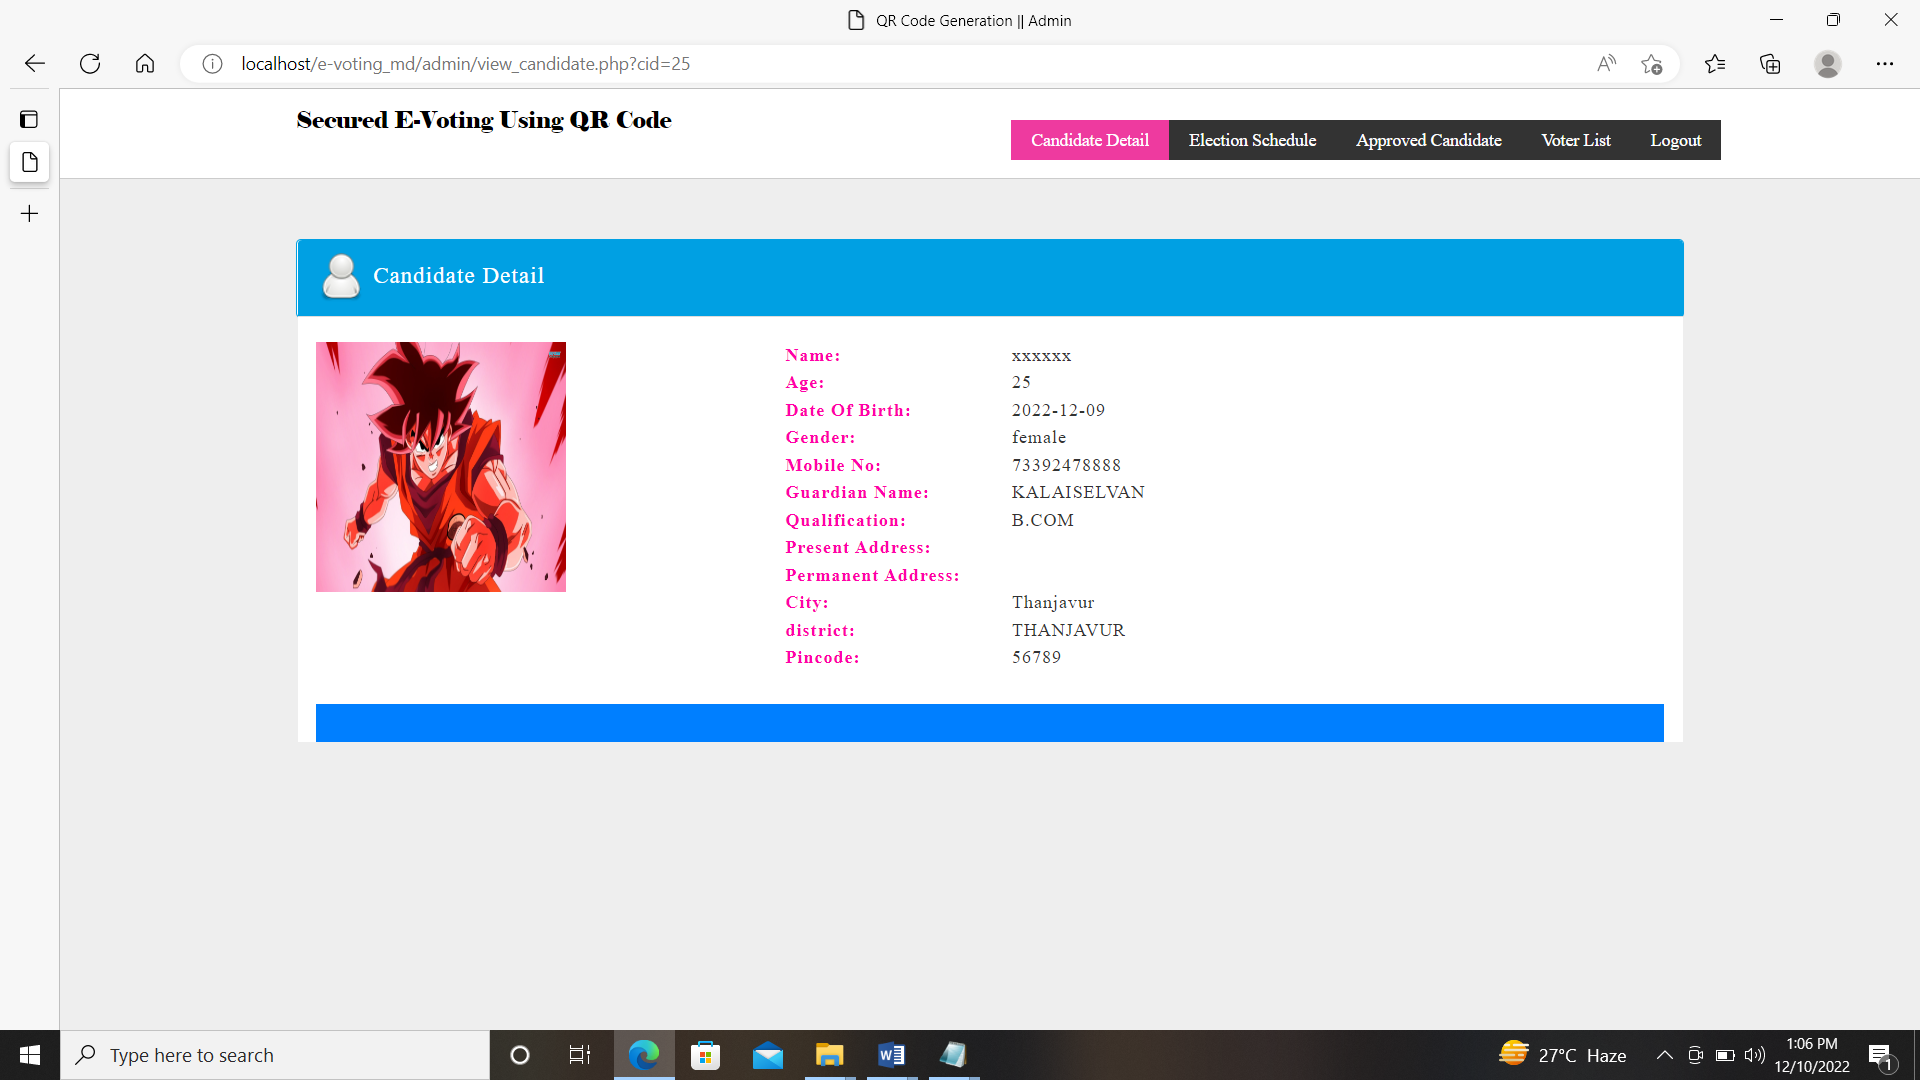 QR Code Generation || Admin
localhost/e-voting_md/admin/view_candidate.php?cid=25
Secured E-Voting Using QR Code
Candidate Detail Election Schedule Approved Candidate Voter List Logout
Candidate Detail
Name: xxxxxx
Age: 25
Date Of Birth: 2022-12-09
Gender: female
Mobile No: 73392478888
Guardian Name: KALAISELVAN
Qualification: B.COM
Present Address:
Permanent Address:
City: Thanjavur
district: THANJAVUR
Pincode: 56789
Type here to search
27°C Haze
1:06 PM
12/10/2022
1